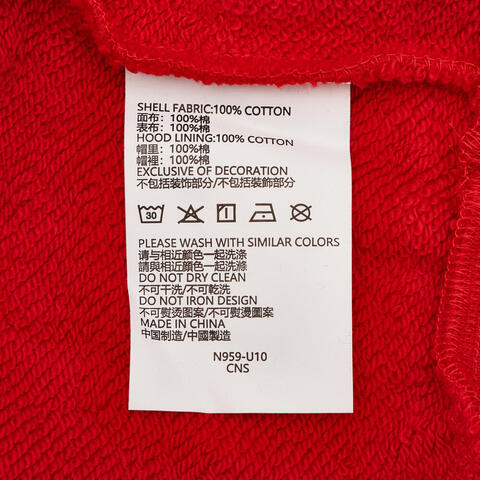 SHELL FABRIC:100% COTTON
面布：100%棉
表布：100%棉
HOOD LINING:100% COTTON
帽里：100%棉
帽裡：100%棉
EXCLUSIVE OF DECORATION
不包括装饰部分/不包括裝飾部分
30
PLEASE WASH WITH SIMILAR COLORS
请与相近颜色一起洗涤
請與相近顏色一起洗滌
DO NOT DRY CLEAN
不可干洗/不可乾洗
DO NOT IRON DESIGN
不可熨烫图案/不可熨燙圖案
MADE IN CHINA
中国制造/中國製造
N959-U10
CNS